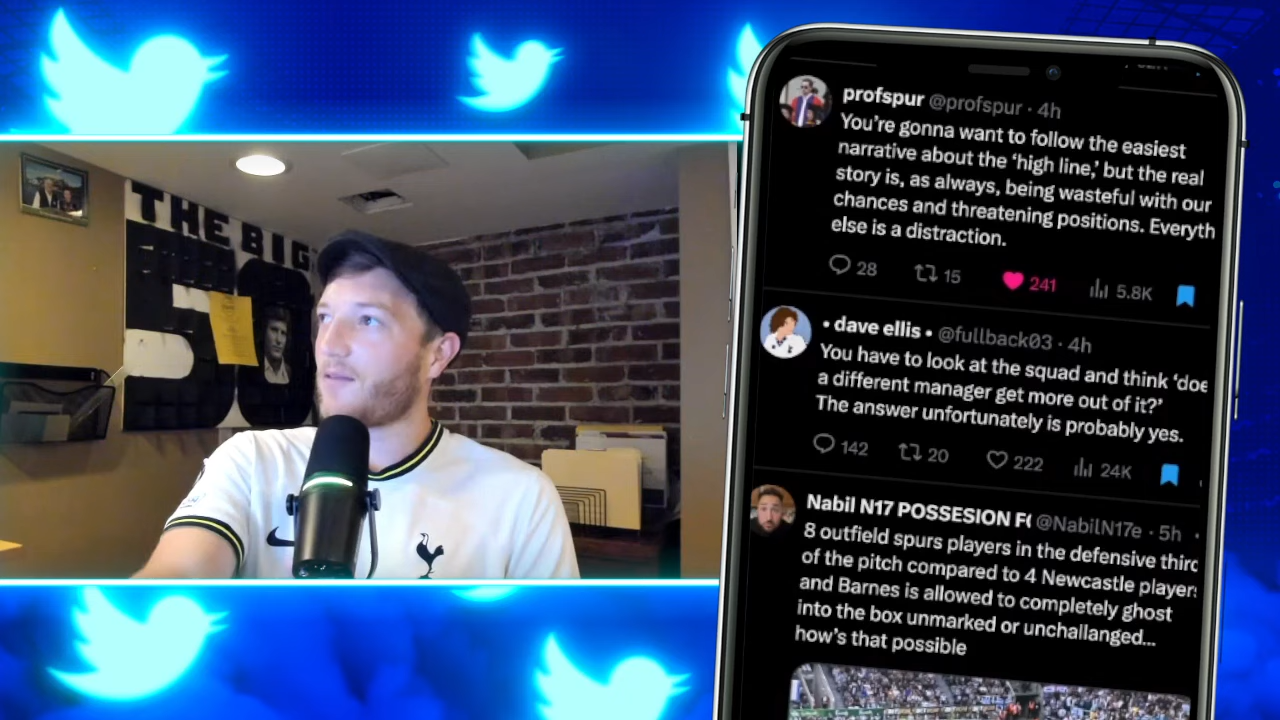 THE BIG
50
profspur @profspur · 4h
You're gonna want to follow the easiest
narrative about the 'high line,' but the real
story is, as always, being wasteful with our
chances and threatening positions. Everyth
else is a distraction.
28 15 241 5.8K
• dave ellis • @fullback03 · 4h
You have to look at the squad and think 'doe
a different manager get more out of it?'
The answer unfortunately is probably yes.
142 20 222 24K
Nabil N17 POSSESION F( @NabilN17e · 5h
8 outfield spurs players in the defensive third
of the pitch compared to 4 Newcastle players
and Barnes is allowed to completely ghost
into the box unmarked or unchallanged...
how's that possible